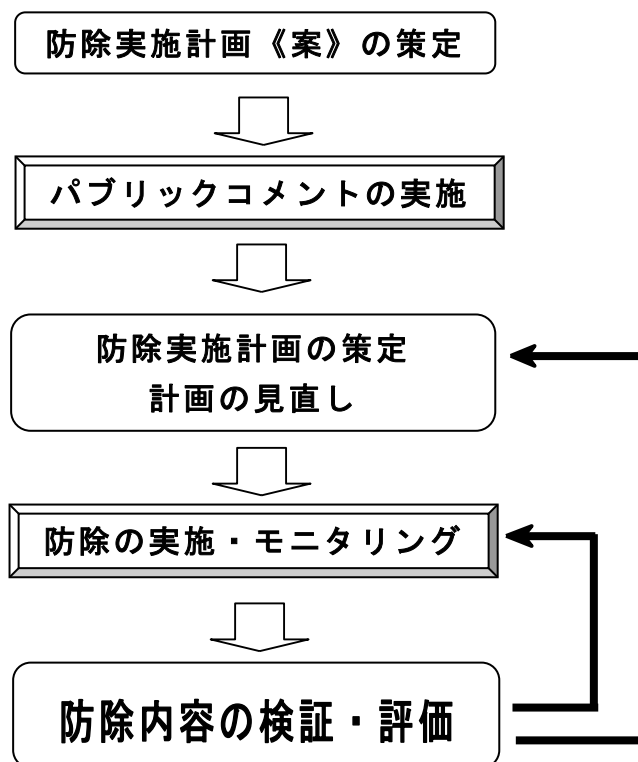 防除実施計画《案》の策定
パブリックコメントの実施
防除実施計画の策定
計画の見直し
防除の実施・モニタリング
防除内容の検証・評価